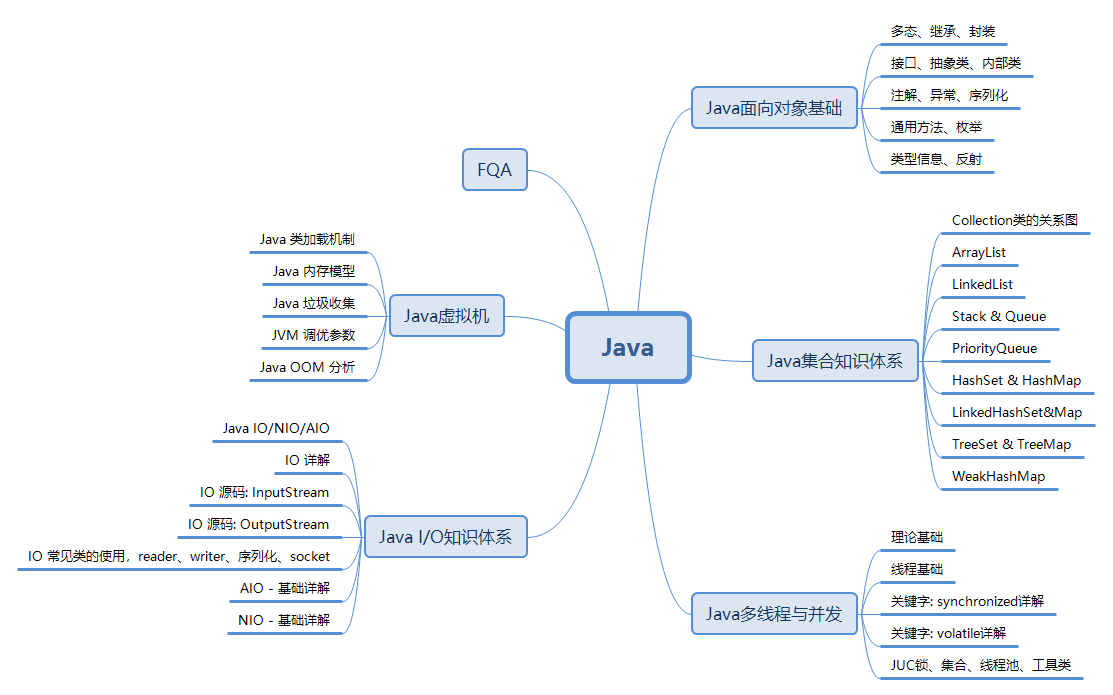 Java
Java面向对象基础
多态、继承、封装
接口、抽象类、内部类
注解、异常、序列化
通用方法、枚举
类型信息、反射
Java集合知识体系
Collection类的关系图
ArrayList
LinkedList
Stack & Queue
PriorityQueue
HashSet & HashMap
LinkedHashSet&Map
TreeSet & TreeMap
WeakHashMap
Java多线程与并发
理论基础
线程基础
关键字: synchronized详解
关键字: volatile详解
JUC锁、集合、线程池、工具类
FQA
Java虚拟机
Java 类加载机制
Java 内存模型
Java 垃圾收集
JVM 调优参数
Java OOM 分析
Java I/O知识体系
Java IO/NIO/AIO
IO 详解
IO 源码: InputStream
IO 源码: OutputStream
IO 常见类的使用，reader、writer、序列化、socket
AIO - 基础详解
NIO - 基础详解